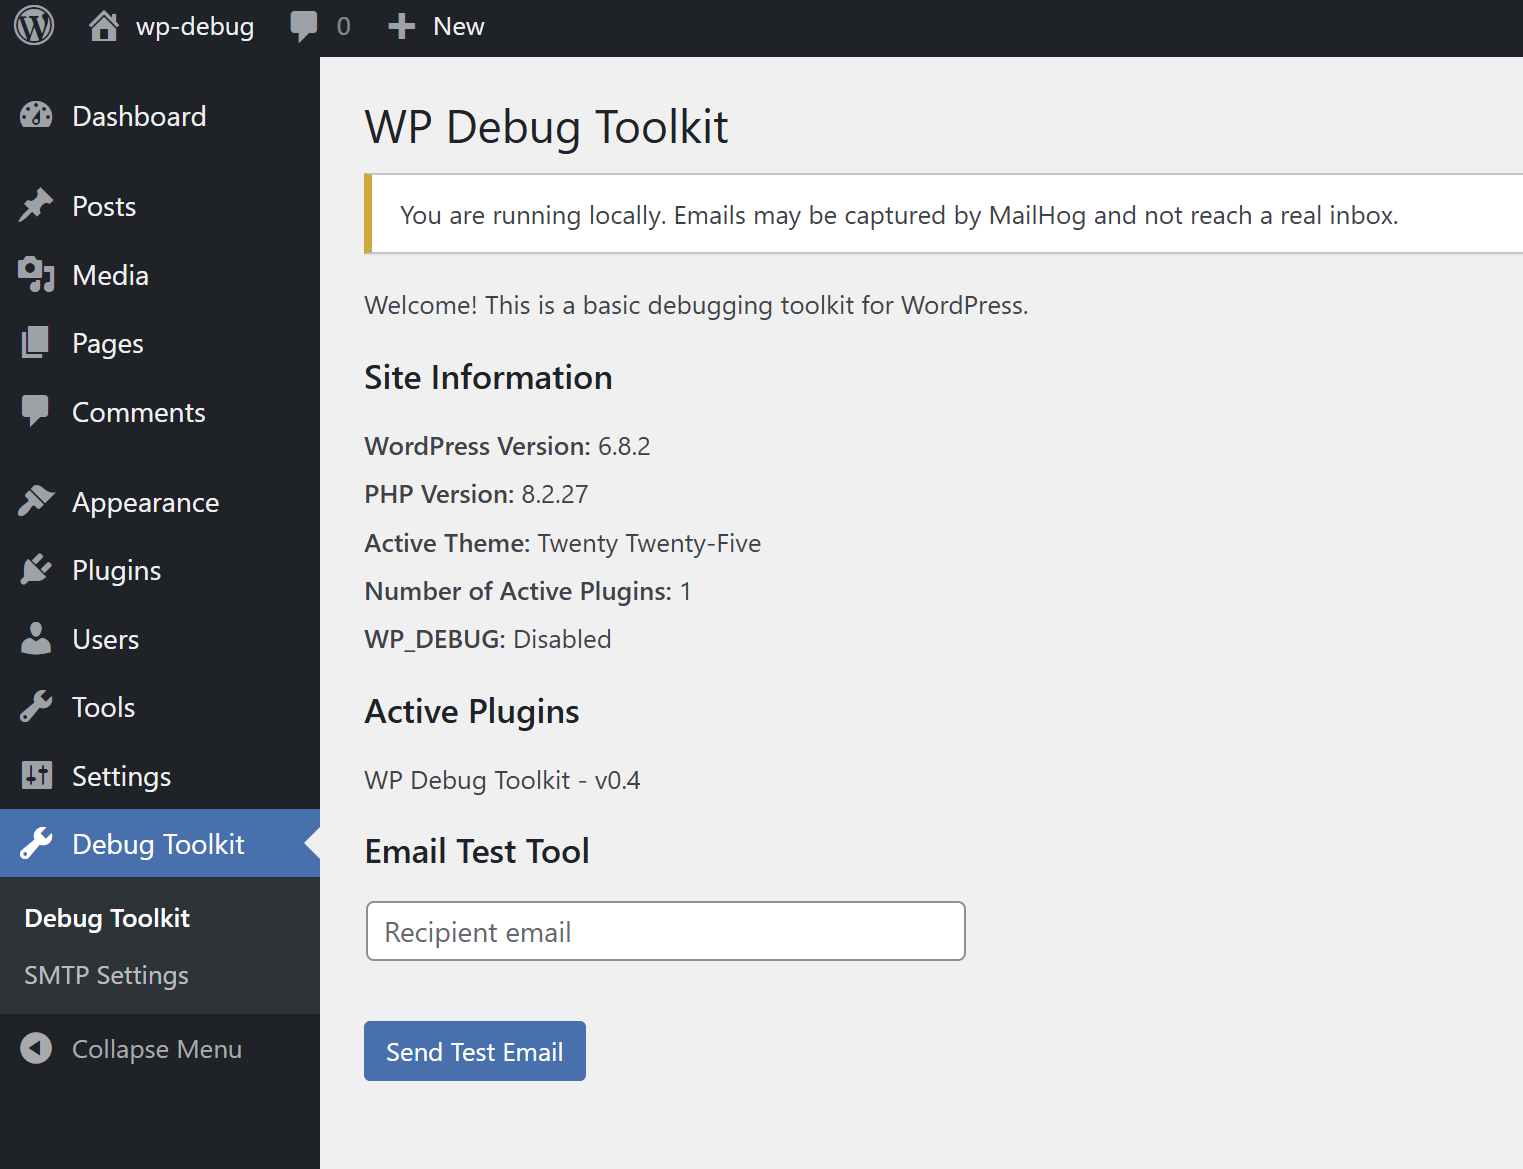 wp-debug
0
New
Dashboard
Posts
Media
Pages
Comments
Appearance
Plugins
Users
Tools
Settings
Debug Toolkit
Debug Toolkit
SMTP Settings
Collapse Menu
WP Debug Toolkit
You are running locally. Emails may be captured by MailHog and not reach a real inbox.
Welcome! This is a basic debugging toolkit for WordPress.
Site Information
WordPress Version: 6.8.2
PHP Version: 8.2.27
Active Theme: Twenty Twenty-Five
Number of Active Plugins: 1
WP_DEBUG: Disabled
Active Plugins
WP Debug Toolkit - v0.4
Email Test Tool
Recipient email
Send Test Email